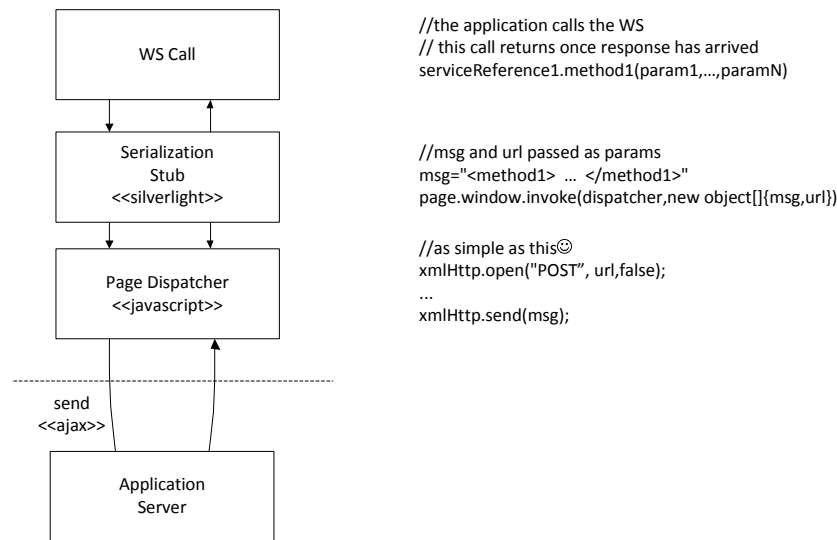 WS Call
//the application calls the WS
// this call returns once response has arrived
serviceReference1.method1(param1,…,paramN)
Serialization
Stub
<<silverlight>>
//msg and url passed as params
msg="<method1> … </method1>"
page.window.invoke(dispatcher,new object[]{msg,url})
Page Dispatcher
<<javascript>>
//as simple as this☺
xmlHttp.open("POST”, url,false);
...
xmlHttp.send(msg);
send
<<ajax>>
Application
Server